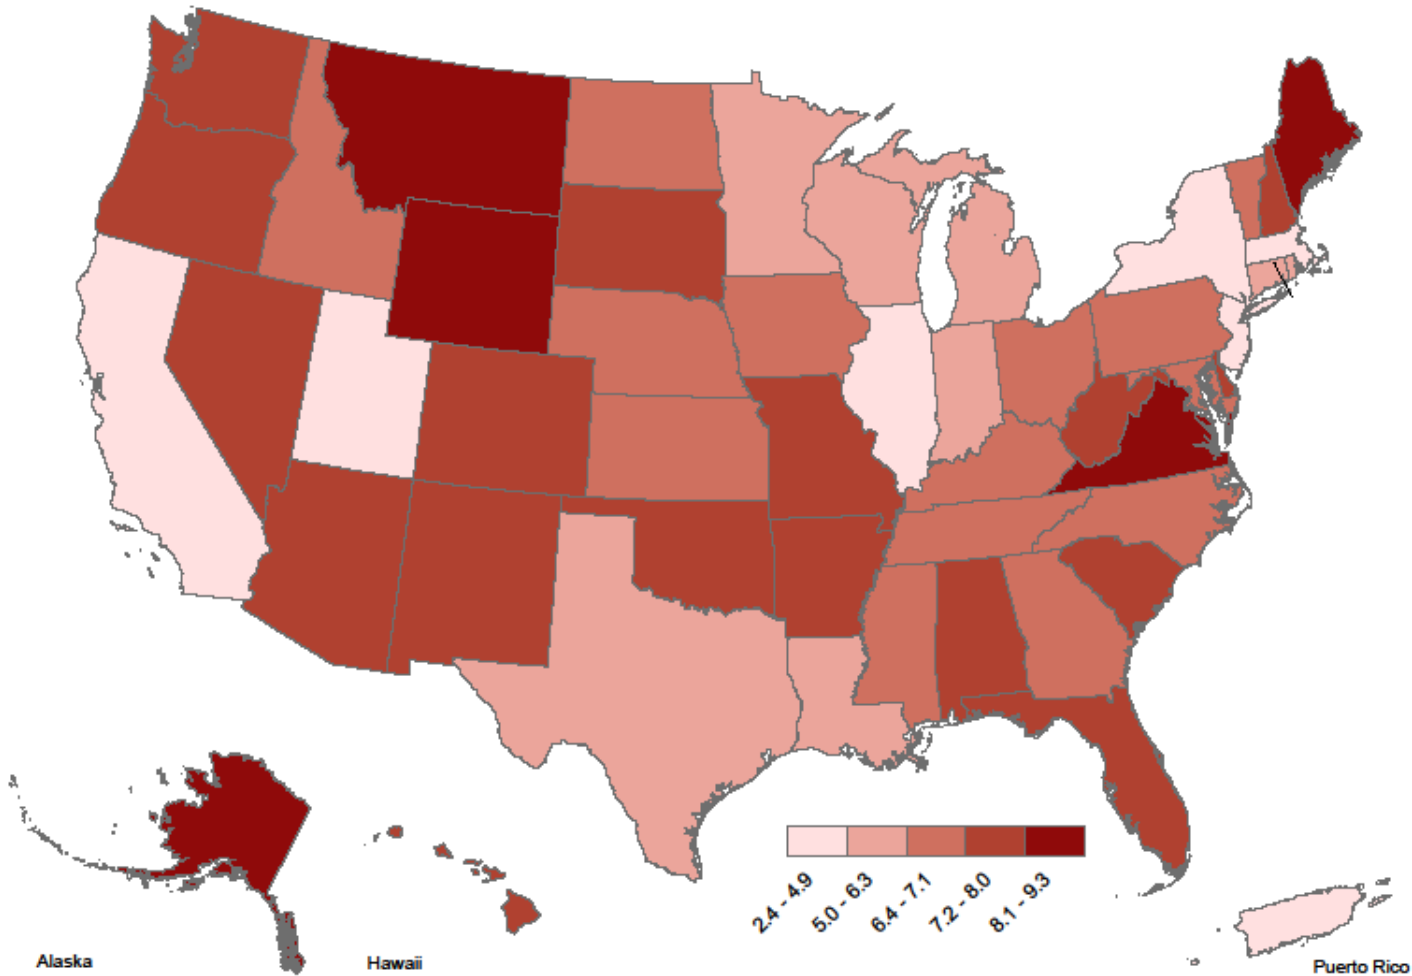 2.4 - 4.9
5.0 - 6.3
6.4 - 7.1
7.2 - 8.0
8.1 - 9.3
Alaska
Hawaii
Puerto Rico